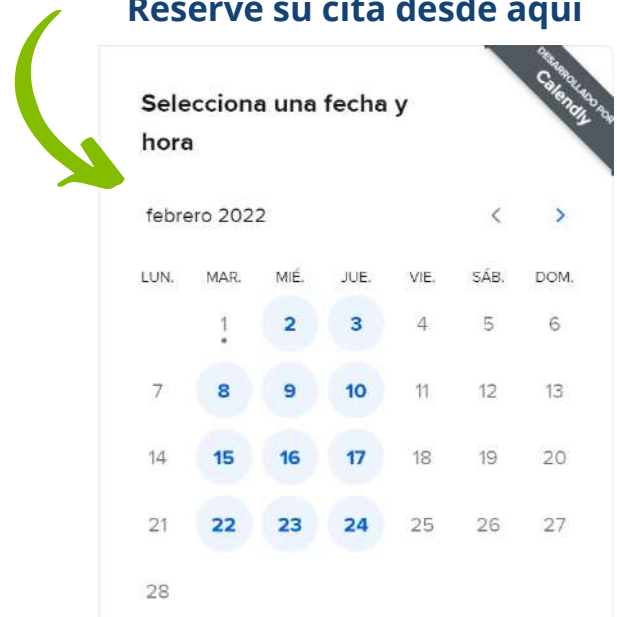 Reserve su cita desde aquí
DESARROLLADO POR
Calendly
Selecciona una fecha y
hora
febrero 2022
LUN. MAR. MIÉ. JUE. VIE. SÁB. DOM.
1 2 3 4 5 6
7 8 9 10 11 12 13
14 15 16 17 18 19 20
21 22 23 24 25 26 27
28